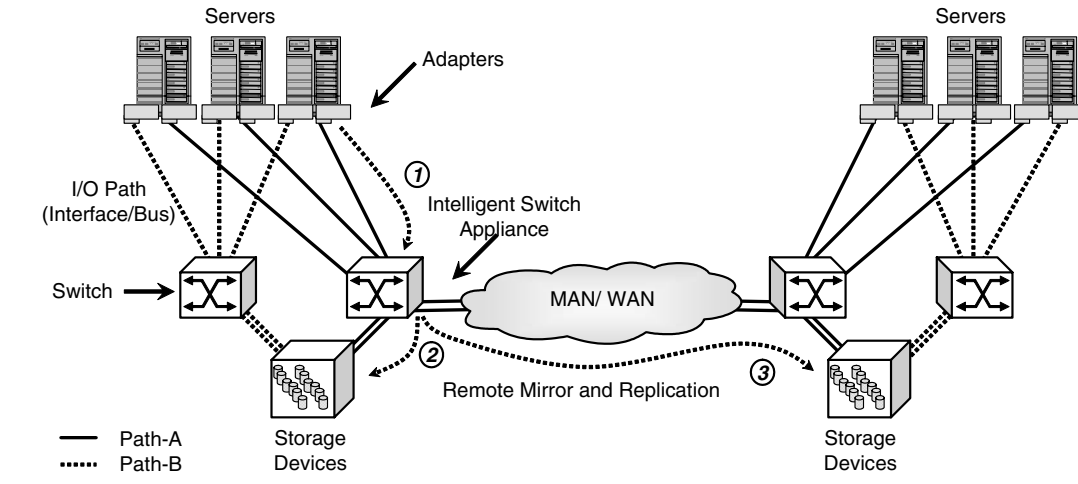 Servers
Servers
Adapters
1
I/O Path
(Interface/Bus)
Intelligent Switch
Appliance
Switch
MAN/ WAN
2
3
Remote Mirror and Replication
Path-A
Path-B
Storage
Devices
Storage
Devices